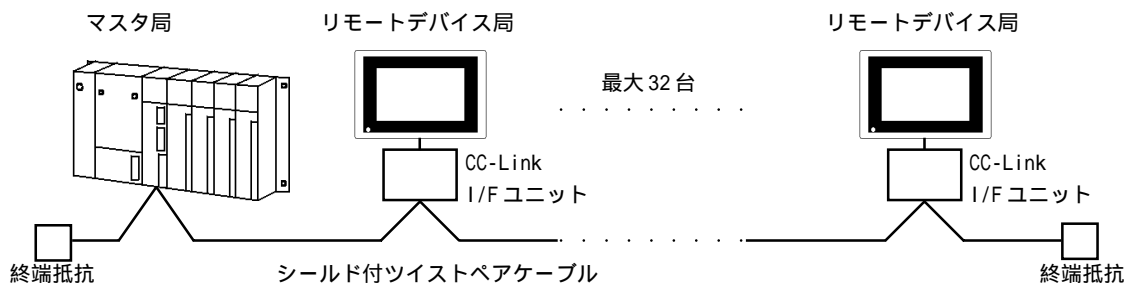 マスタ局
リモートデバイス局
リモートデバイス局
最大 32 台
CC-Link
I/F ユニット
CC-Link
I/F ユニット
終端抵抗
シールド付ツイストペアケーブル
終端抵抗